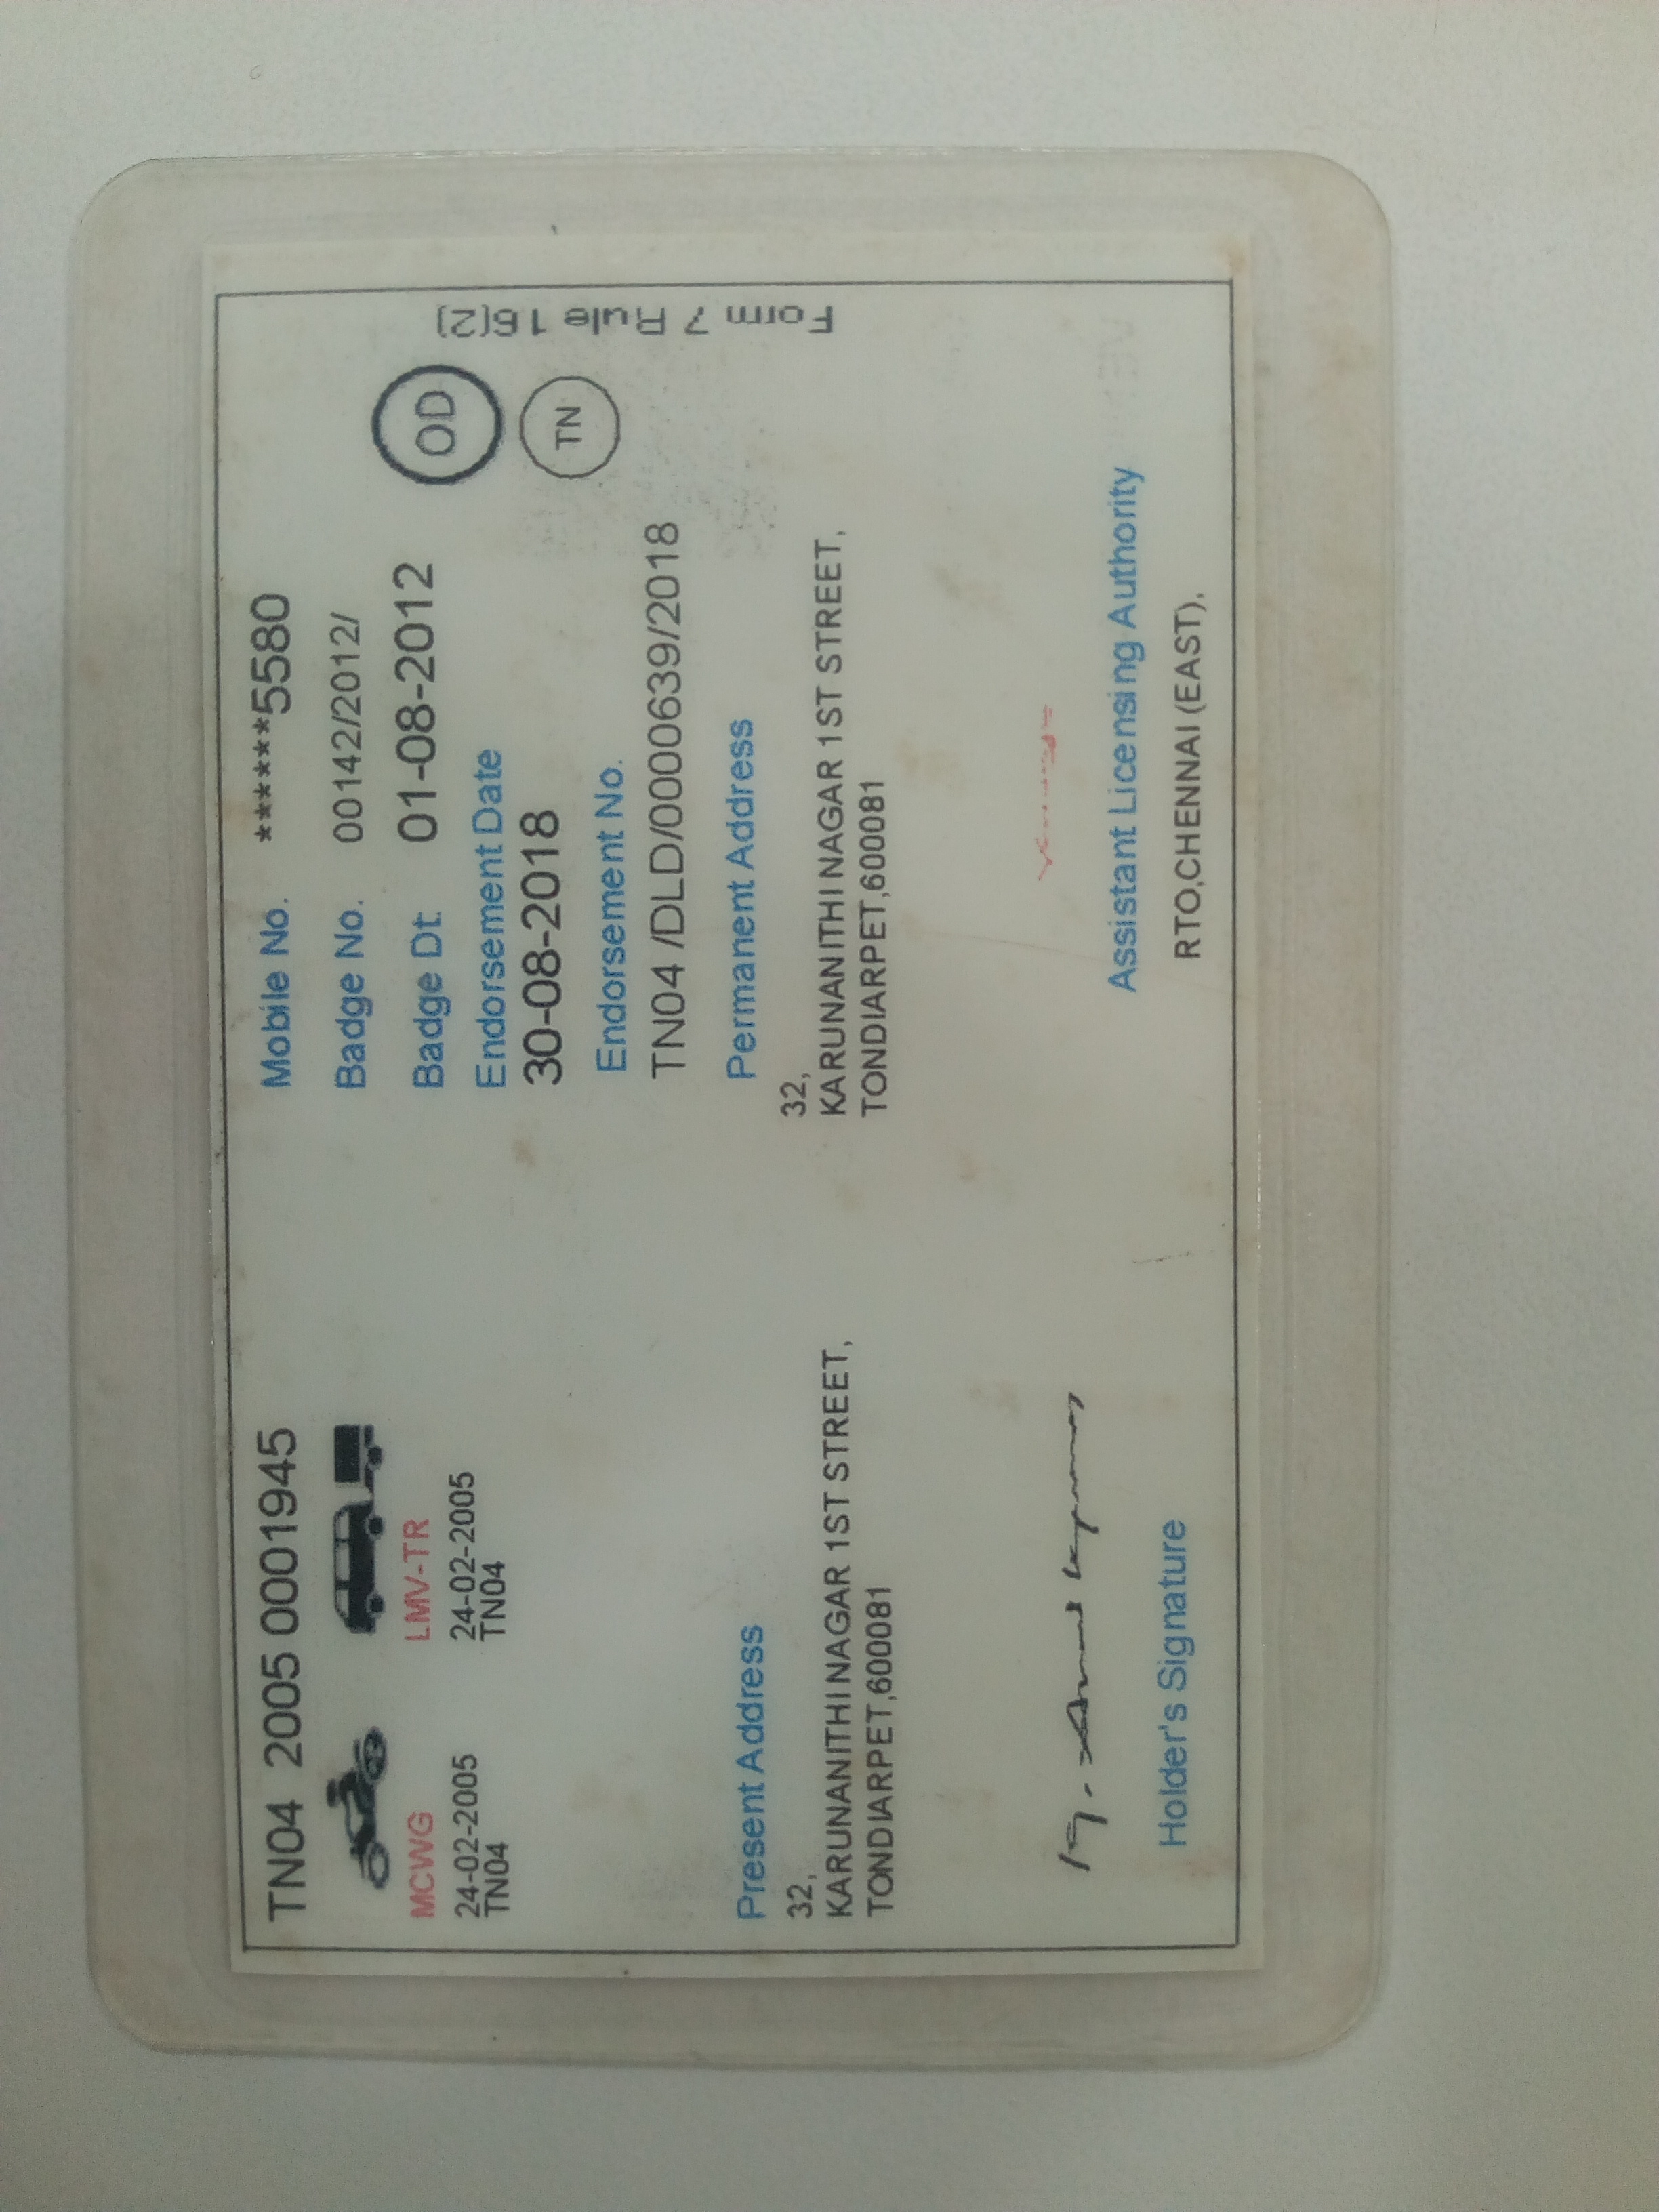 TN04 2005 0001945
MCWG
24-02-2005
TN04
LMV-TR
24-02-2005
TN04
Mobile No. ******5580
Badge No. 00142/2012/
Badge Dt. 01-08-2012
Endorsement Date
30-08-2018
Endorsement No.
TN04 /DLD/0000639/2018
OD
TN
Form 7 Rule 16(2)
Present Address
32,
KARUNANITHI NAGAR 1ST STREET,
TONDIARPET,600081
Permanent Address
32,
KARUNANITHI NAGAR 1ST STREET,
TONDIARPET,600081
Holder's Signature
Assistant Licensing Authority
RTO,CHENNAI (EAST),